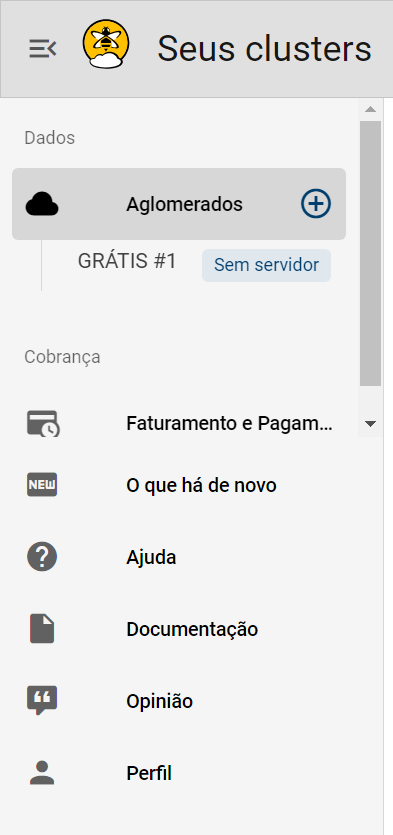 Seus clusters
Dados
Aglomerados
GRÁTIS #1 Sem servidor
Cobrança
Faturamento e Pagam...
NEW O que há de novo
Ajuda
Documentação
Opinião
Perfil